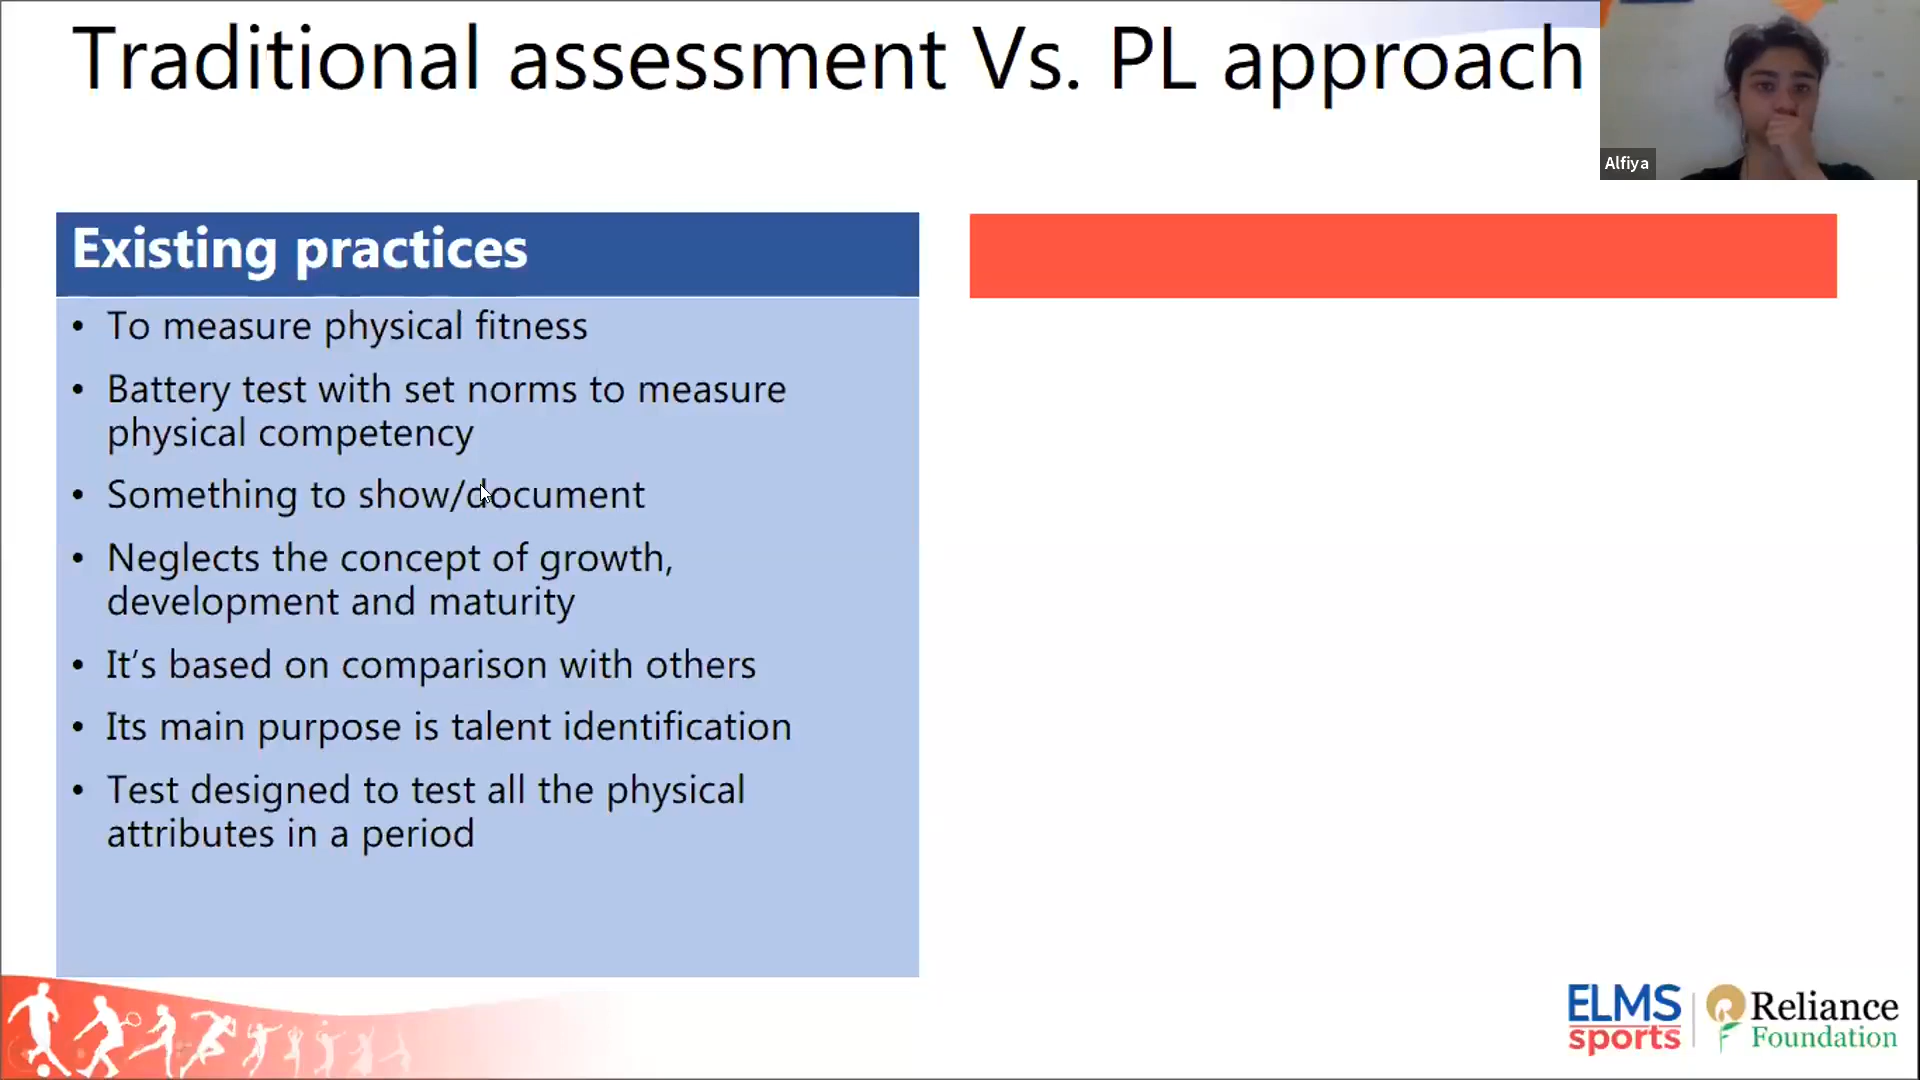 Traditional assessment Vs. PL approach
Alfiya
Existing practices
• To measure physical fitness
• Battery test with set norms to measure
physical competency
• Something to show/document
• Neglects the concept of growth,
development and maturity
• It’s based on comparison with others
• Its main purpose is talent identification
• Test designed to test all the physical
attributes in a period
ELMS
sports
Reliance
Foundation